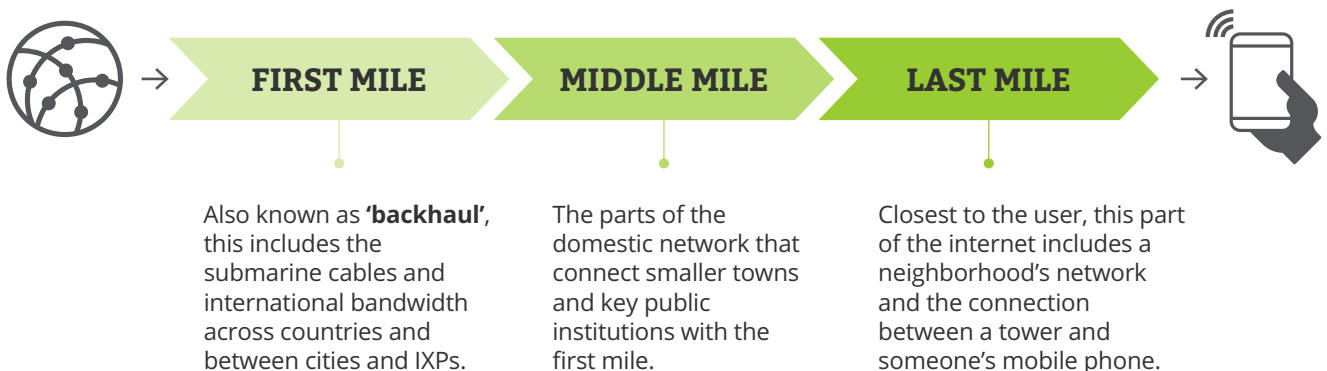 FIRST MILE
MIDDLE MILE
LAST MILE
Also known as ‘backhaul’,
this includes the
submarine cables and
international bandwidth
across countries and
between cities and IXPs.
The parts of the
domestic network that
connect smaller towns
and key public
institutions with the
first mile.
Closest to the user, this part
of the internet includes a
neighborhood’s network
and the connection
between a tower and
someone’s mobile phone.